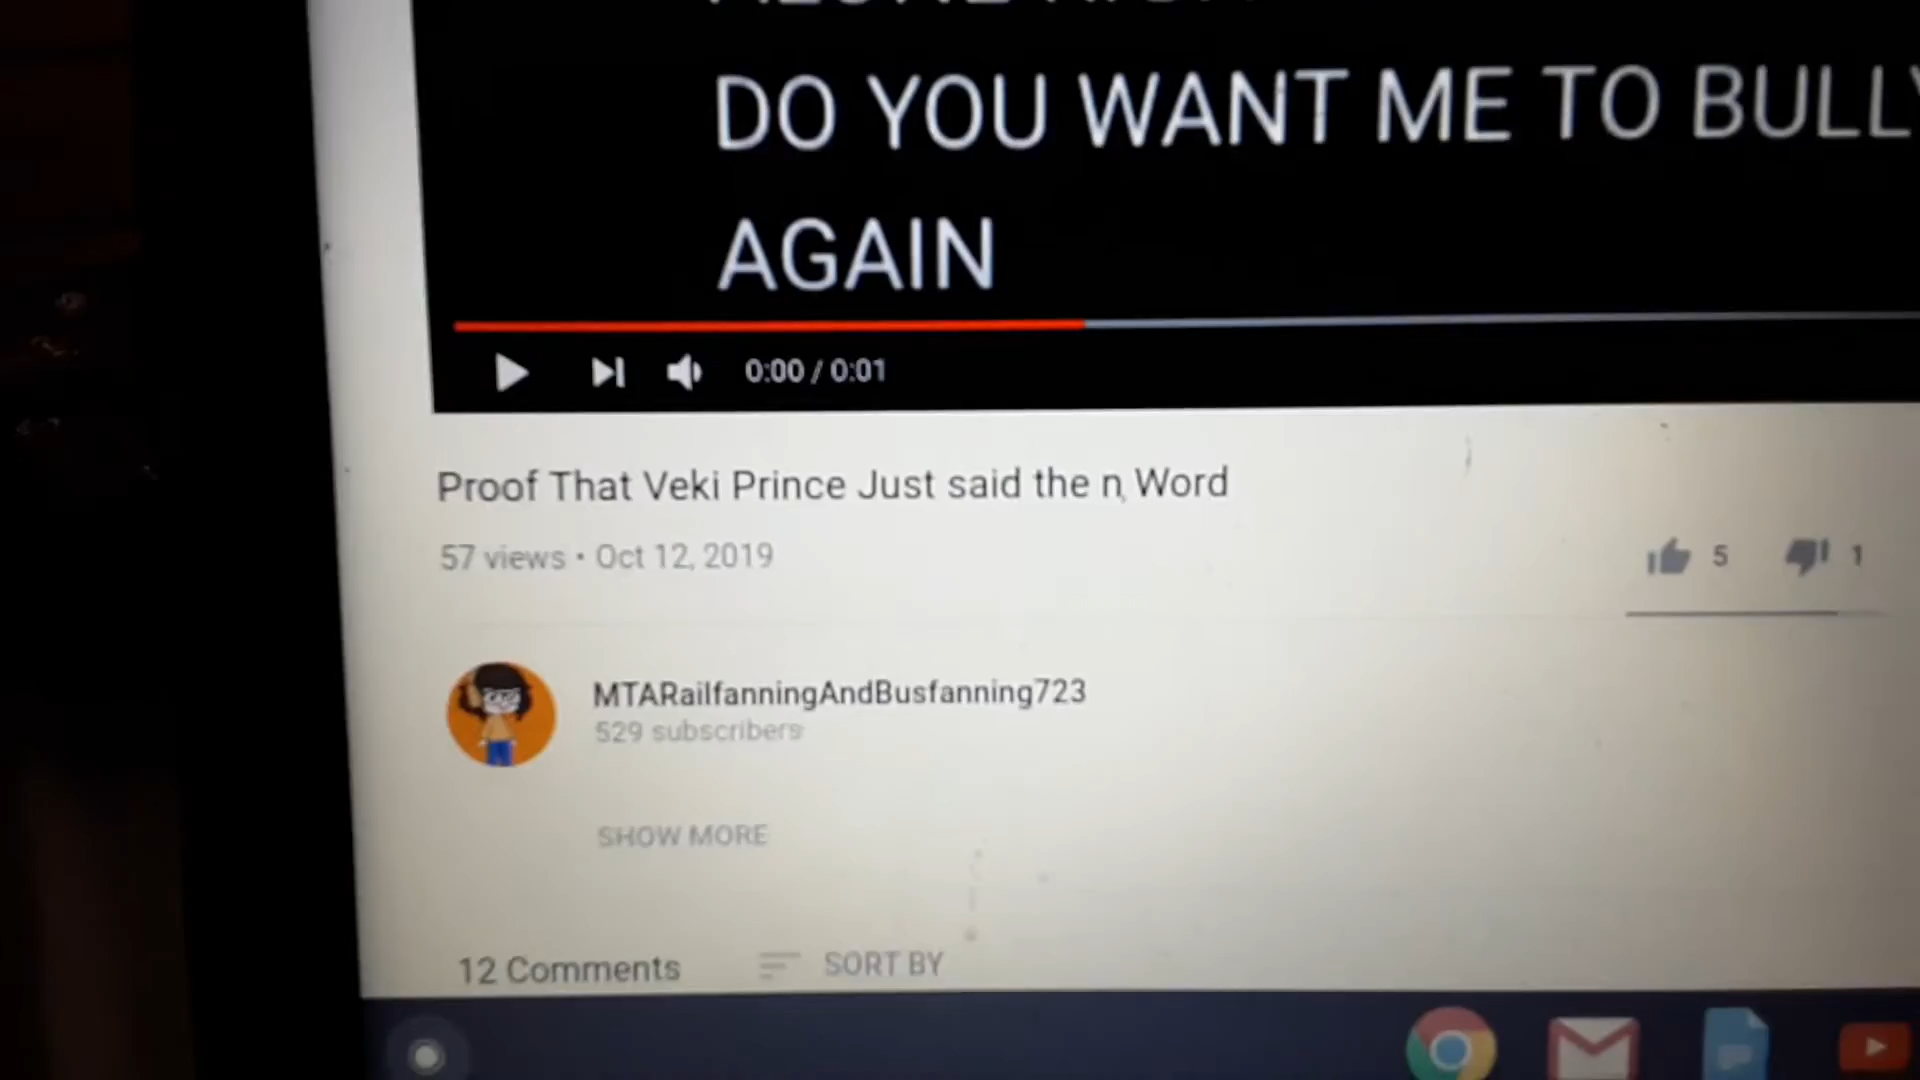 DO YOU WANT ME TO BULLY
AGAIN
0:00 / 0:01
Proof That Veki Prince Just said the n Word
57 views • Oct 12, 2019
5
1
MTARailfanningAndBusfanning723
529 subscribers
SHOW MORE
12 Comments
SORT BY